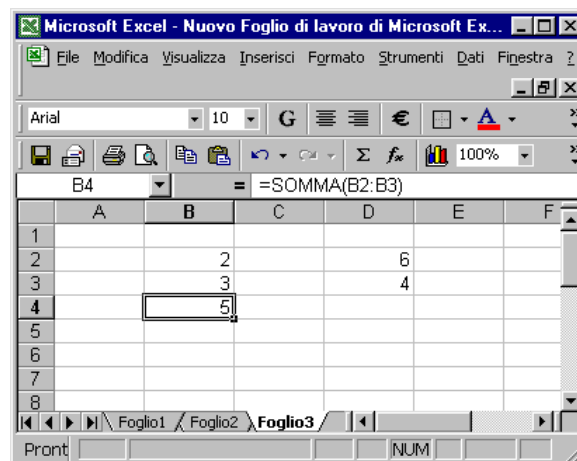 Microsoft Excel - Nuovo Foglio di lavoro di Microsoft Ex...
File Modifica Visualizza Inserisci Formato Strumenti Dati Finestra ?
Arial 10 G € A »
Σ fx 100% »
B4 = =SOMMA(B2:B3)
A B C D E F
1
2 2 6
3 3 4
4 5
5
6
7
8
Foglio1 Foglio2 Foglio3
Pront NUM